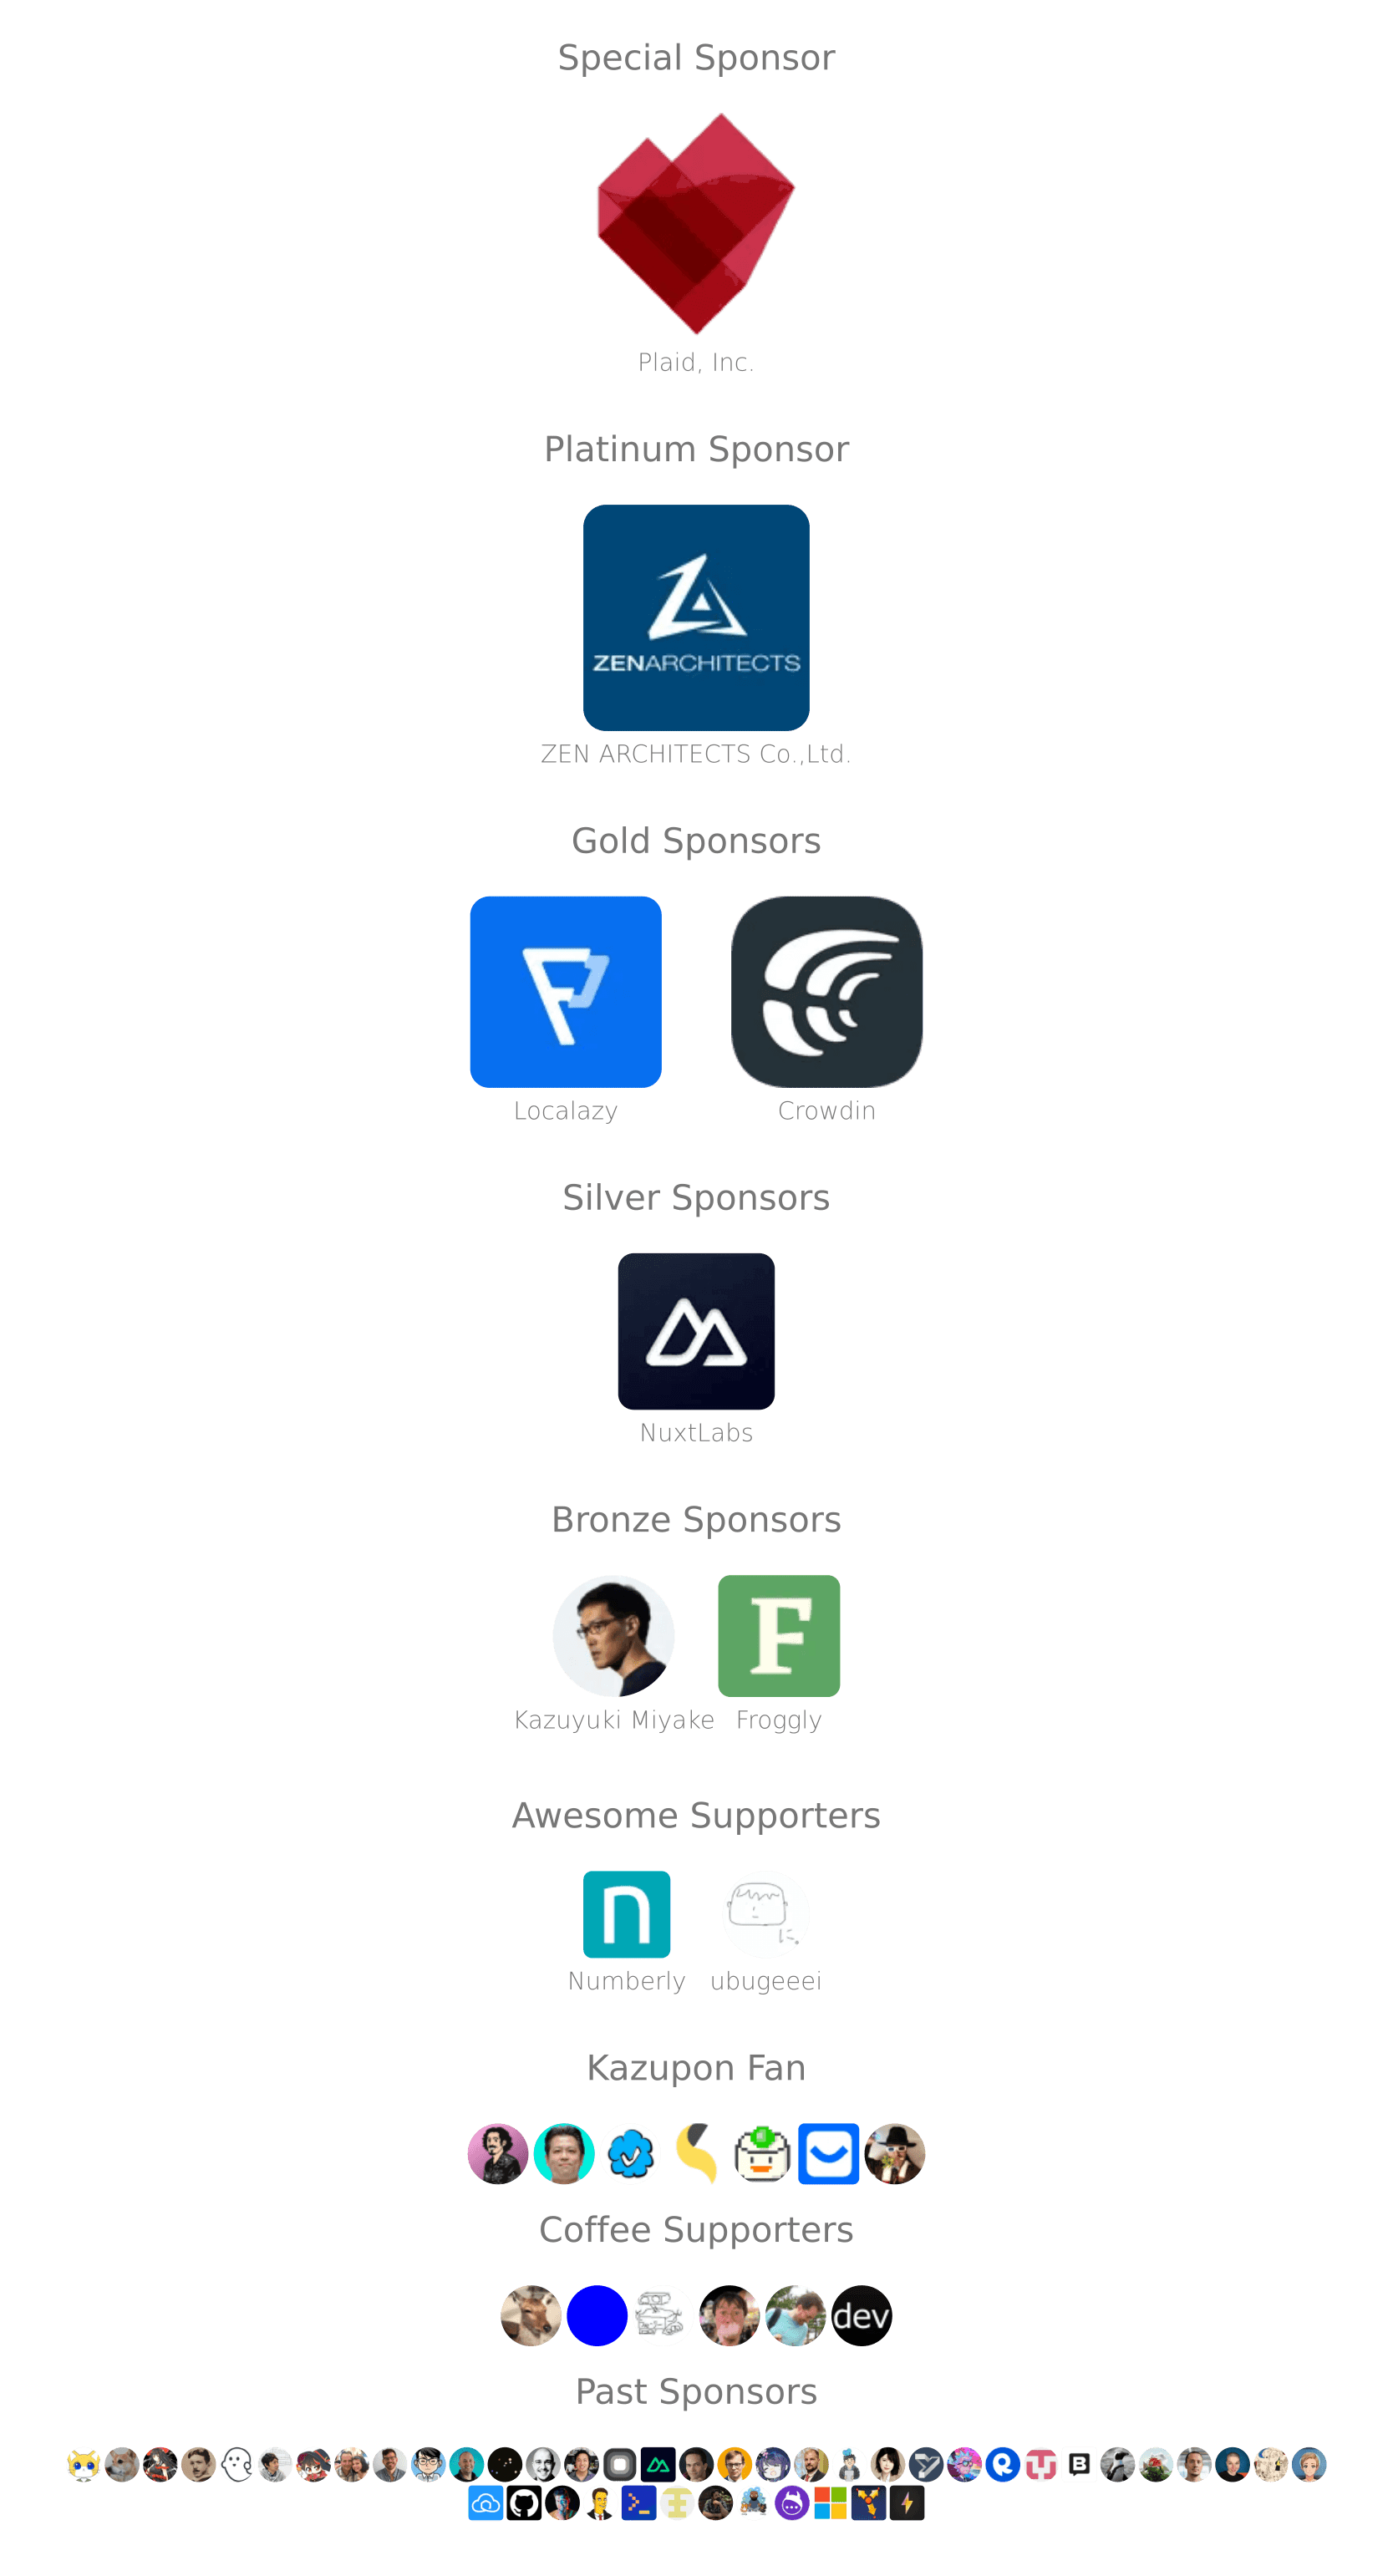 Special Sponsor
Plaid, Inc.
Platinum Sponsor
ZENARCHITECTS
ZEN ARCHITECTS Co.,Ltd.
Gold Sponsors
Localazy
Crowdin
Silver Sponsors
NuxtLabs
Bronze Sponsors
F
Kazuyuki Miyake
Froggly
Awesome Supporters
n
に.
Numberly
ubugeeei
Kazupon Fan
Coffee Supporters
dev
Past Sponsors
B